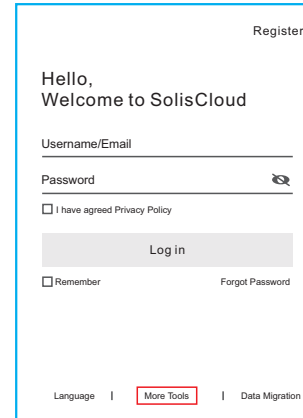 Register
Hello,
Welcome to SolisCloud
Username/Email
Password
I have agreed Privacy Policy
Log in
Remember Forgot Password
Language | More Tools | Data Migration